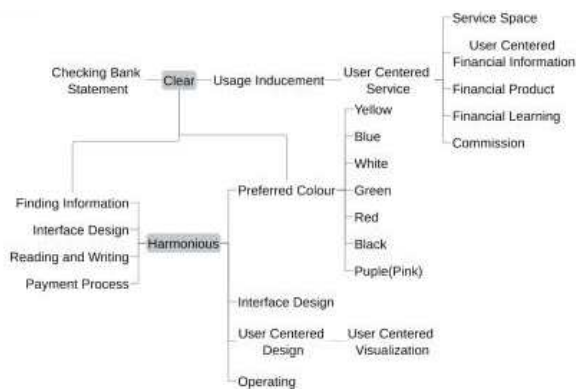 Service Space
User Centered
Financial Information
Checking Bank
Statement
Clear
Usage Inducement
User Centered
Service
Financial Product
Financial Learning
Commission
Yellow
Blue
White
Finding Information
Preferred Colour
Green
Interface Design
Red
Harmonious
Reading and Writing
Black
Payment Process
Puple(Pink)
Interface Design
User Centered
Design
User Centered
Visualization
Operating